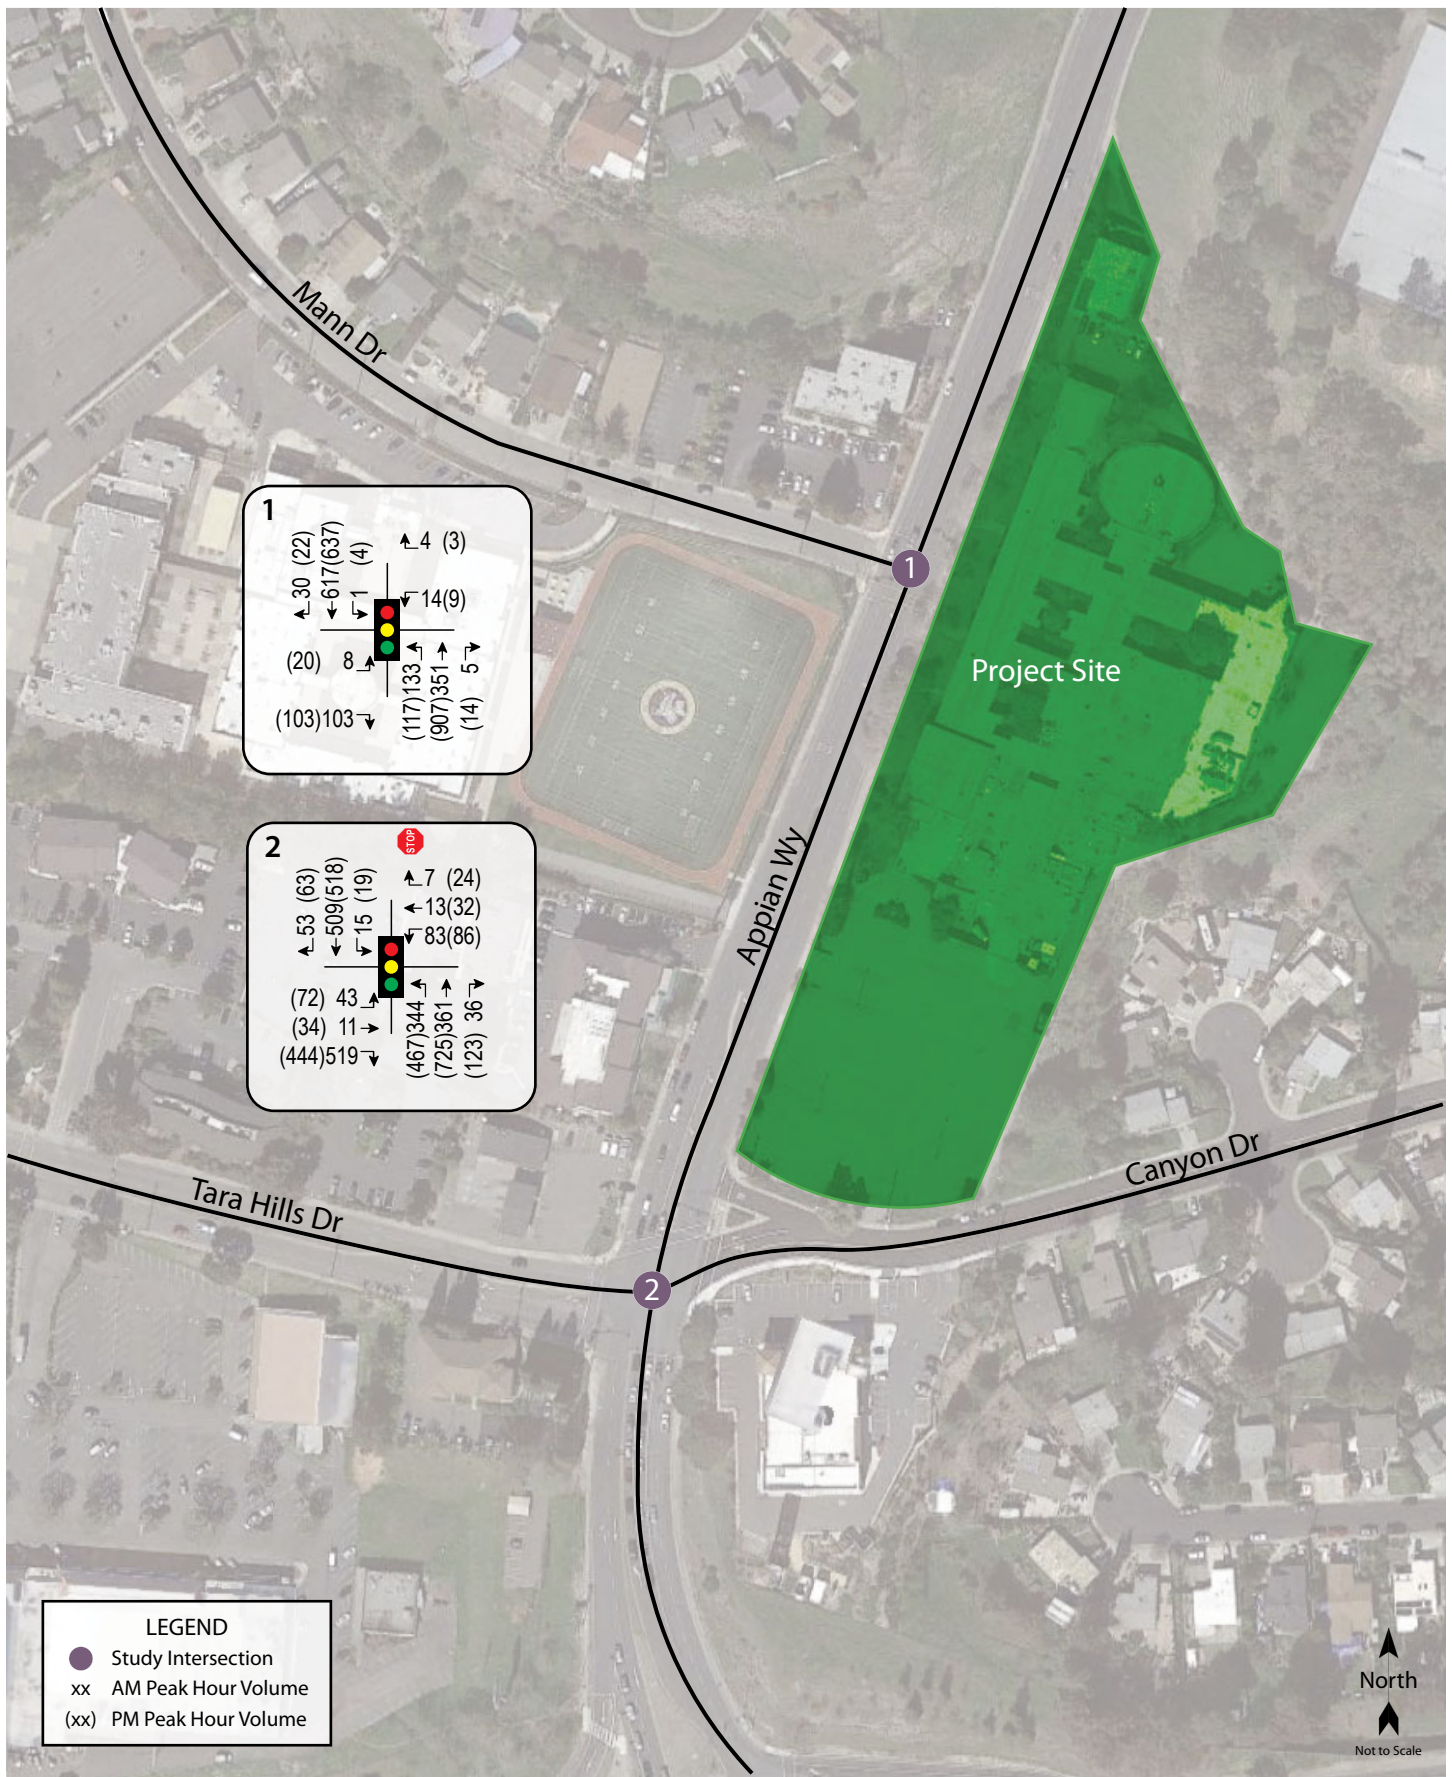 Mann Dr
1
1
30 (22)
617(637)
1 (4)
4 (3)
14(9)
(20) 8
(103)103
(117)133
(907)351
(14) 5
Project Site
2
STOP
53 (63)
509(518)
15 (19)
7 (24)
13(32)
83(86)
(72) 43
(34) 11
(444)519
(467)344
(725)361
(123) 36
Appian Wy
Canyon Dr
Tara Hills Dr
2
LEGEND
Study Intersection
xx AM Peak Hour Volume
(xx) PM Peak Hour Volume
North
Not to Scale